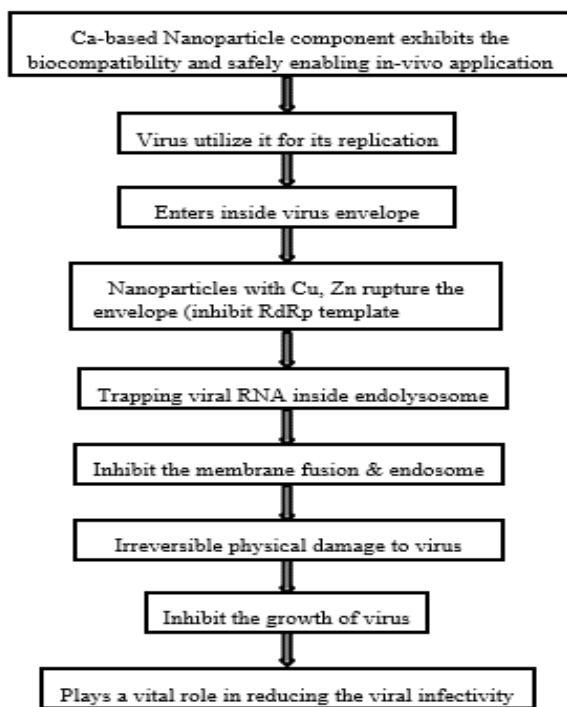 Ca-based Nanoparticle component exhibits the
biocompatibility and safely enabling in-vivo application
Virus utilize it for its replication
Enters inside virus envelope
Nanoparticles with Cu, Zn rupture the
envelope (inhibit RdRp template
Trapping viral RNA inside endolysosome
Inhibit the membrane fusion & endosome
Irreversible physical damage to virus
Inhibit the growth of virus
Plays a vital role in reducing the viral infectivity